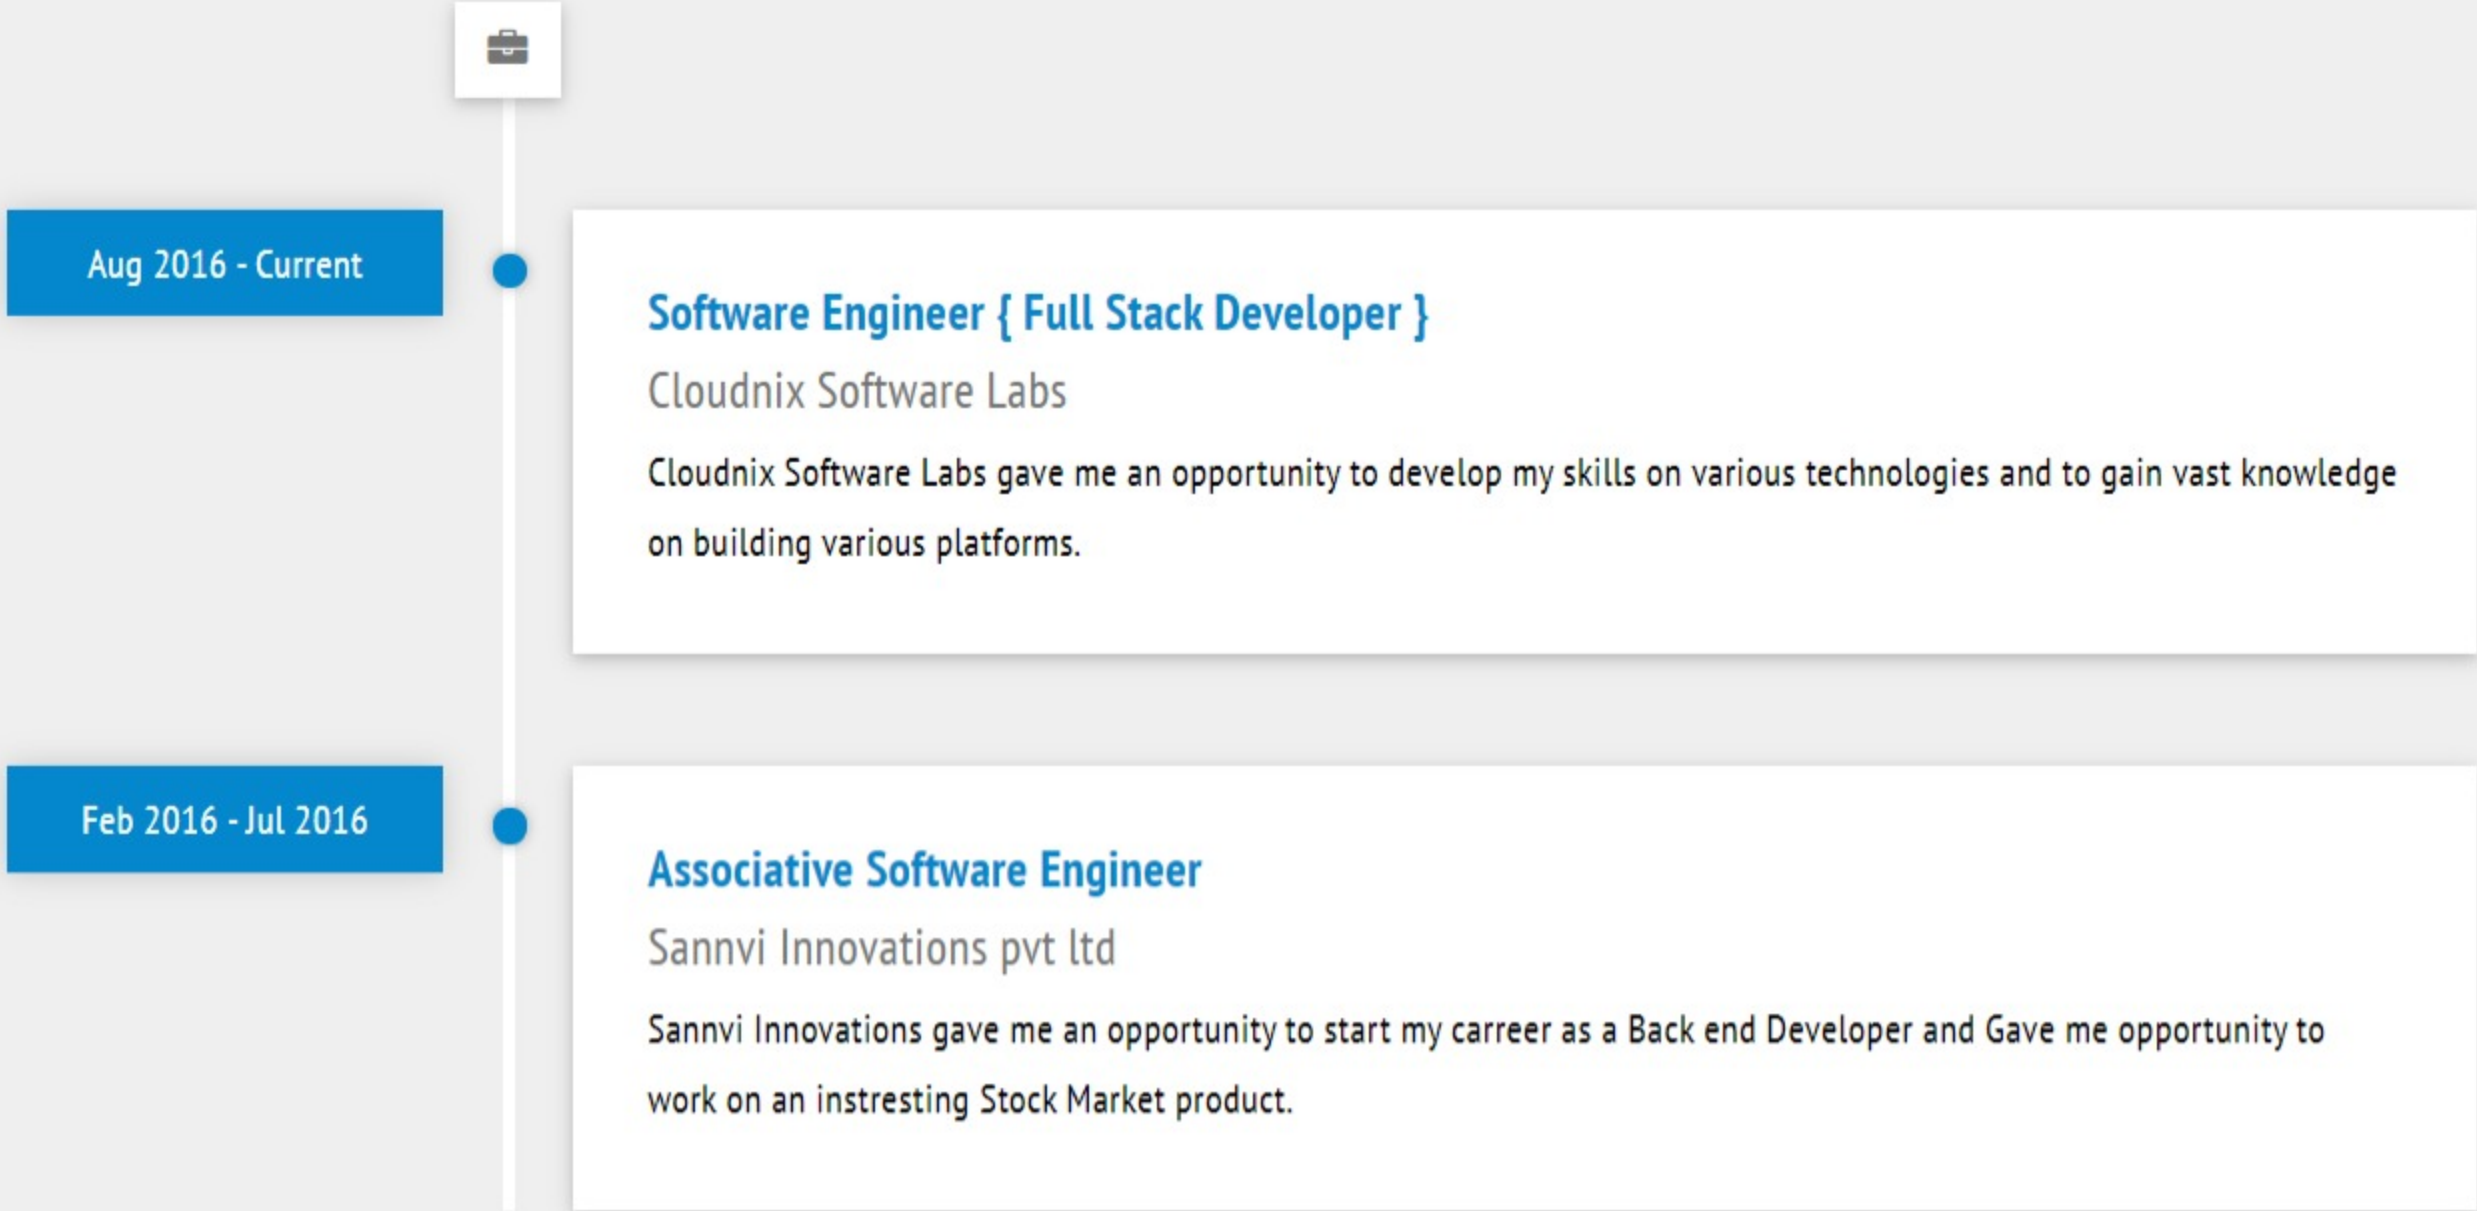 Aug 2016 - Current
Software Engineer { Full Stack Developer }
Cloudnix Software Labs
Cloudnix Software Labs gave me an opportunity to develop my skills on various technologies and to gain vast knowledge
on building various platforms.
Feb 2016 - Jul 2016
Associative Software Engineer
Sannvi Innovations pvt ltd
Sannvi Innovations gave me an opportunity to start my carreer as a Back end Developer and Gave me opportunity to
work on an instresting Stock Market product.